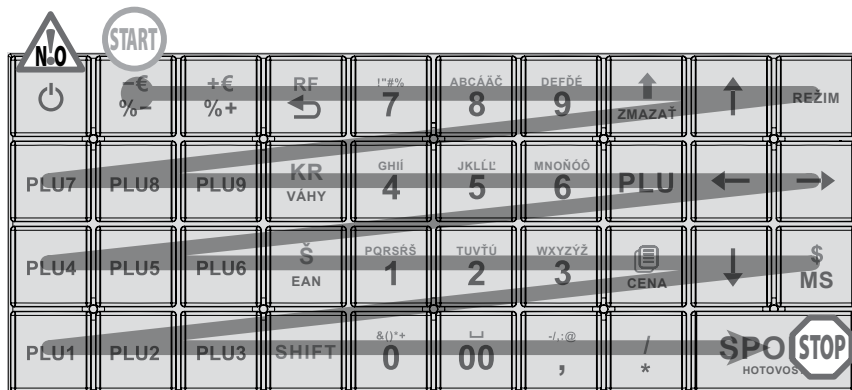 START
N.O
!"#% ABCÁÄČ DEFĎÉ
-€ +€ RF 7 8 9
%- %+ ZMAZAŤ REŽIM
GHIÍ JKLĹĽ MNOŇÓÔ
PLU7 PLU8 PLU9 KR 4 5 6 PLU
VÁHY
PQRSŔŠ TUVŤÚ WXYZÝŽ $
PLU4 PLU5 PLU6 Š 1 2 3 MS
EAN CENA
&()*+ -/,:@
PLU1 PLU2 PLU3 SHIFT 0 00 , / SPO STOP
* HOTOVOS